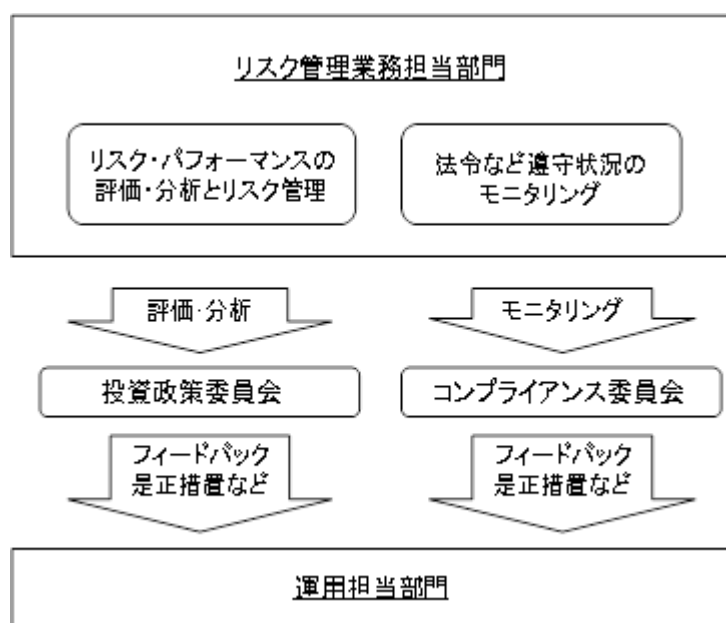 リスク管理業務担当部門
リスク・パフォーマンスの
評価・分析とリスク管理
法令など遵守状況の
モニタリング
評価・分析
モニタリング
投資政策委員会
コンプライアンス委員会
フィードバック
是正措置など
フィードバック
是正措置など
運用担当部門